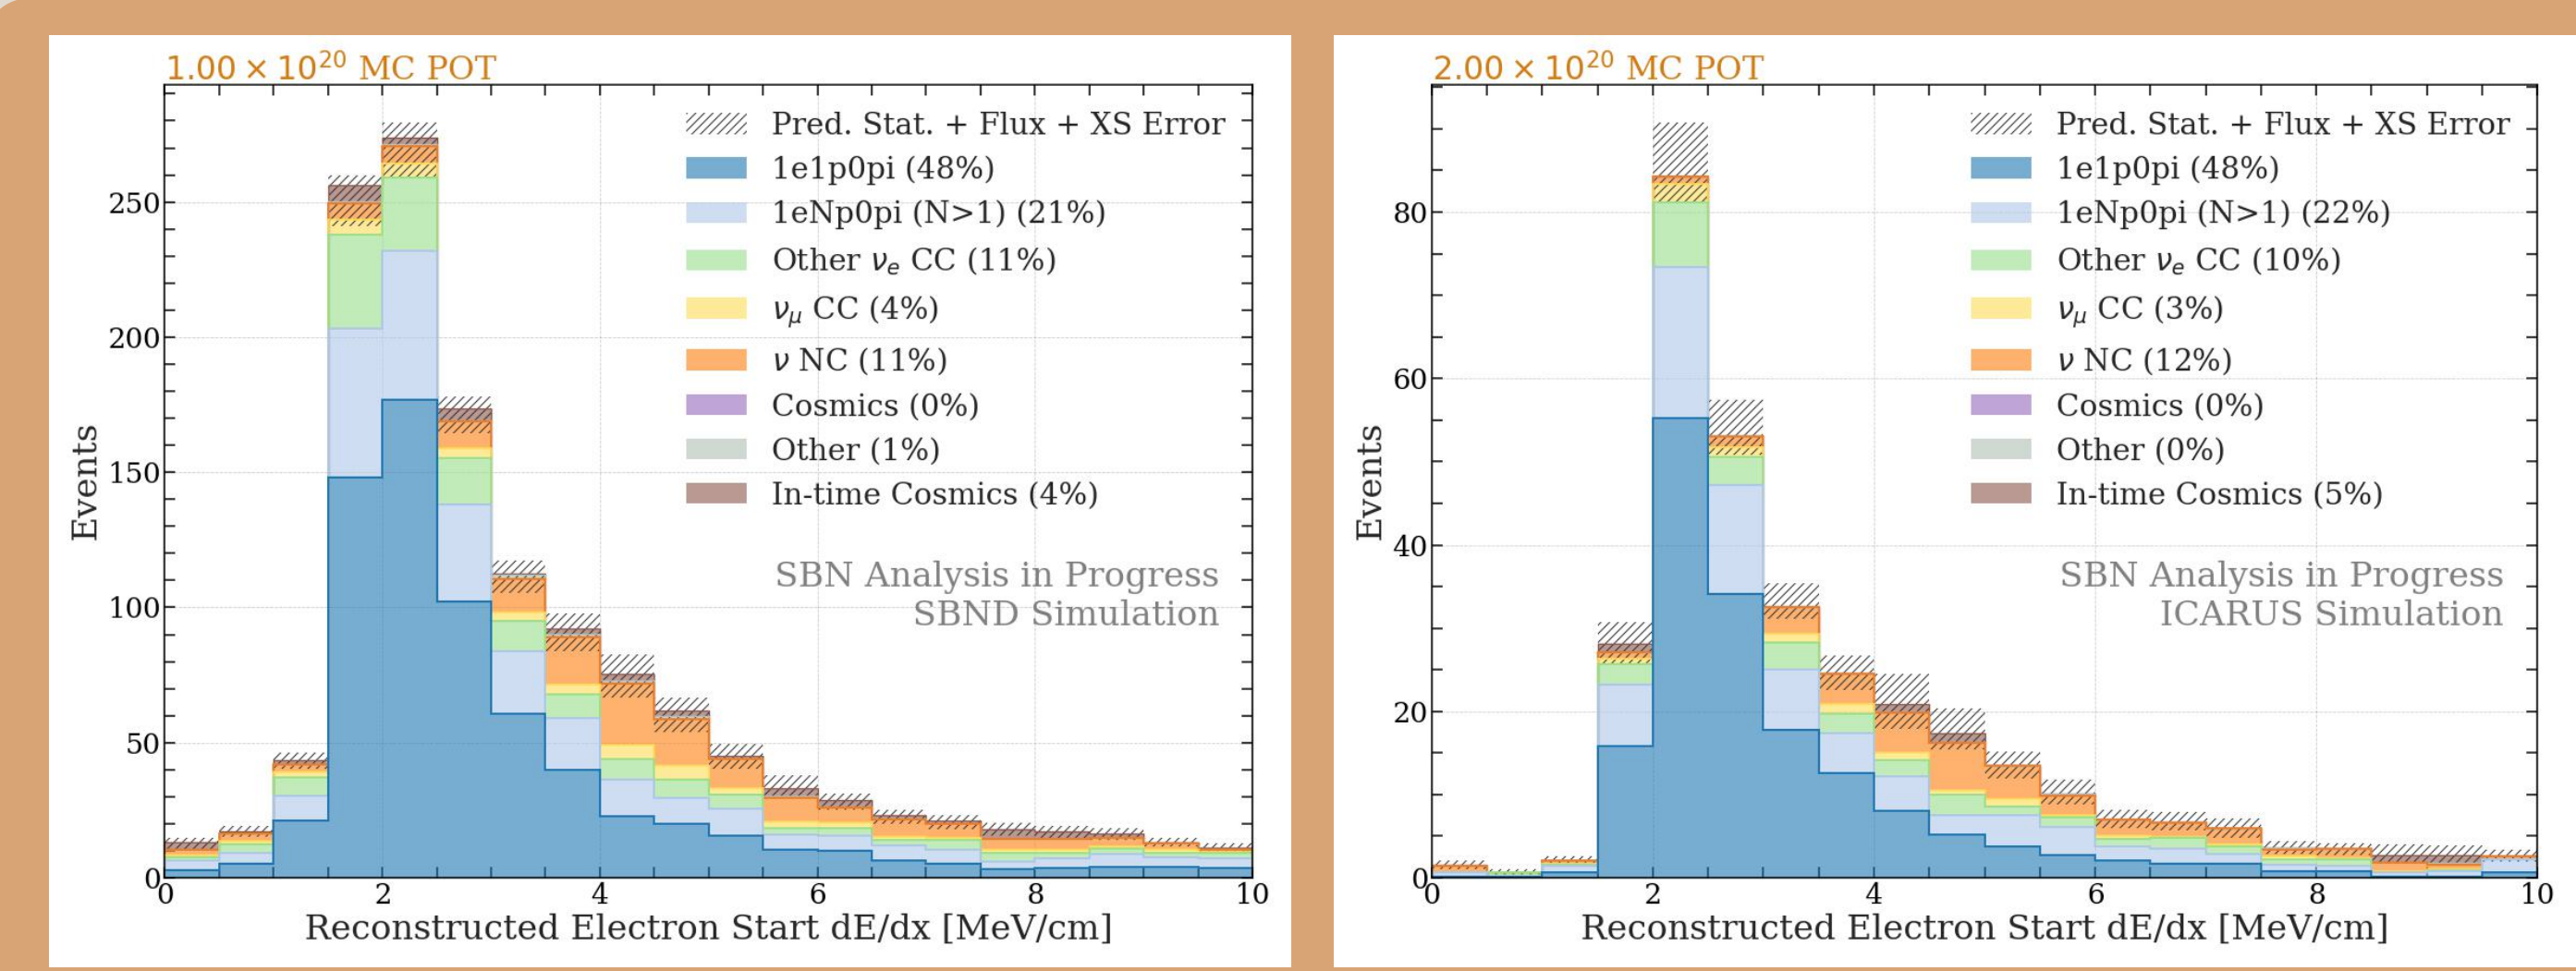 1.00 × 10²⁰ MC POT
Pred. Stat. + Flux + XS Error
1e1p0pi (48%)
1eNp0pi (N>1) (21%)
Other νₑ CC (11%)
ν_μ CC (4%)
ν NC (11%)
Cosmics (0%)
Other (1%)
In-time Cosmics (4%)
SBN Analysis in Progress
SBND Simulation
Events
250
200
150
100
50
0
0 2 4 6 8 10
Reconstructed Electron Start dE/dx [MeV/cm]
2.00 × 10²⁰ MC POT
Pred. Stat. + Flux + XS Error
1e1p0pi (48%)
1eNp0pi (N>1) (22%)
Other νₑ CC (10%)
ν_μ CC (3%)
ν NC (12%)
Cosmics (0%)
Other (0%)
In-time Cosmics (5%)
SBN Analysis in Progress
ICARUS Simulation
Events
80
60
40
20
0
0 2 4 6 8 10
Reconstructed Electron Start dE/dx [MeV/cm]